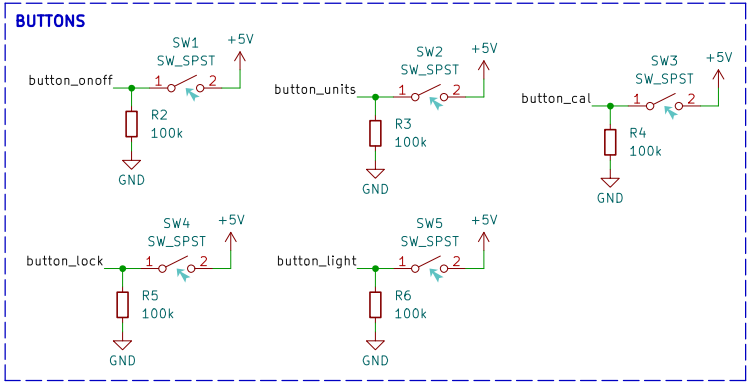 BUTTONS
SW1
SW_SPST
+5V
button_onoff
1
2
R2
100k
GND
SW2
SW_SPST
+5V
button_units
1
2
R3
100k
GND
SW3
SW_SPST
+5V
button_cal
1
2
R4
100k
GND
SW4
SW_SPST
+5V
button_lock
1
2
R5
100k
GND
SW5
SW_SPST
+5V
button_light
1
2
R6
100k
GND